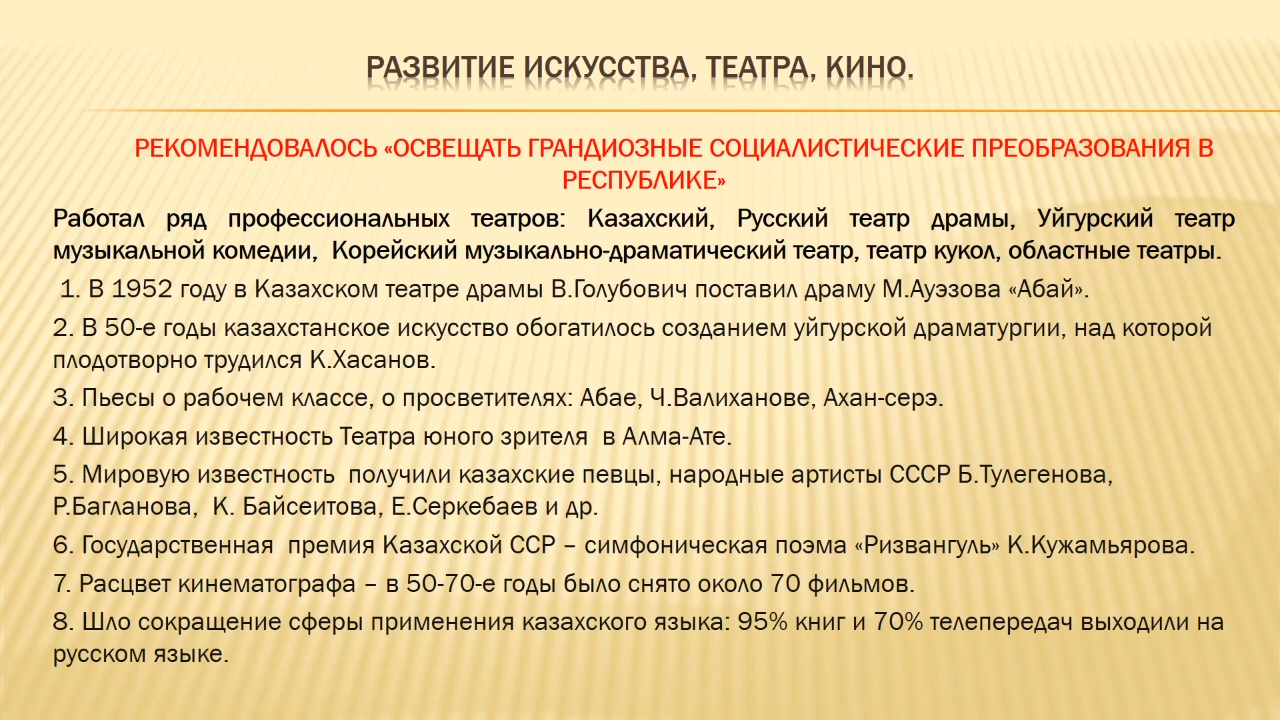 РАЗВИТИЕ ИСКУССТВА, ТЕАТРА, КИНО.
РЕКОМЕНДОВАЛОСЬ «ОСВЕЩАТЬ ГРАНДИОЗНЫЕ СОЦИАЛИСТИЧЕСКИЕ ПРЕОБРАЗОВАНИЯ В
РЕСПУБЛИКЕ»
Работал ряд профессиональных театров: Казахский, Русский театр драмы, Уйгурский театр
музыкальной комедии, Корейский музыкально-драматический театр, театр кукол, областные театры.
1. В 1952 году в Казахском театре драмы В.Голубович поставил драму М.Ауэзова «Абай».
2. В 50-е годы казахстанское искусство обогатилось созданием уйгурской драматургии, над которой
плодотворно трудился К.Хасанов.
3. Пьесы о рабочем классе, о просветителях: Абае, Ч.Валиханове, Ахан-серэ.
4. Широкая известность Театра юного зрителя в Алма-Ате.
5. Мировую известность получили казахские певцы, народные артисты СССР Б.Тулегенова,
Р.Багланова, К. Байсеитова, Е.Серкебаев и др.
6. Государственная премия Казахской ССР – симфоническая поэма «Ризвангуль» К.Кужамьярова.
7. Расцвет кинематографа – в 50-70-е годы было снято около 70 фильмов.
8. Шло сокращение сферы применения казахского языка: 95% книг и 70% телепередач выходили на
русском языке.